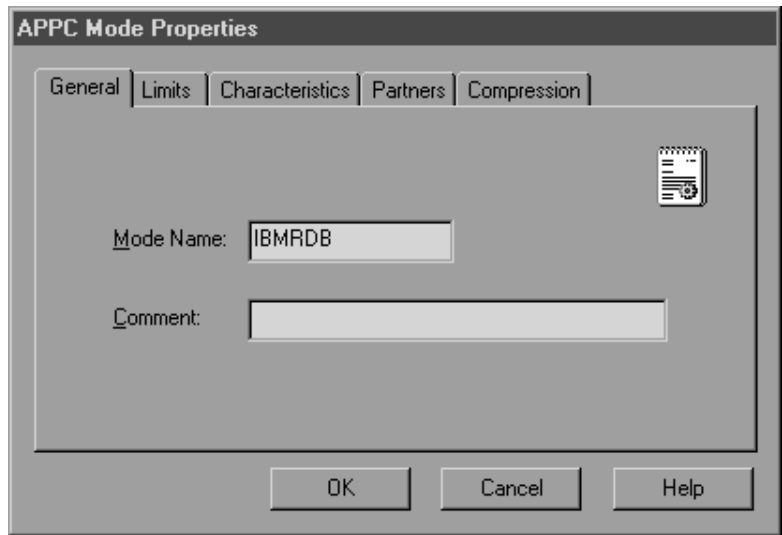 APPC Mode Properties
General Limits Characteristics Partners Compression
Mode Name: IBMRDB
Comment:
OK Cancel Help